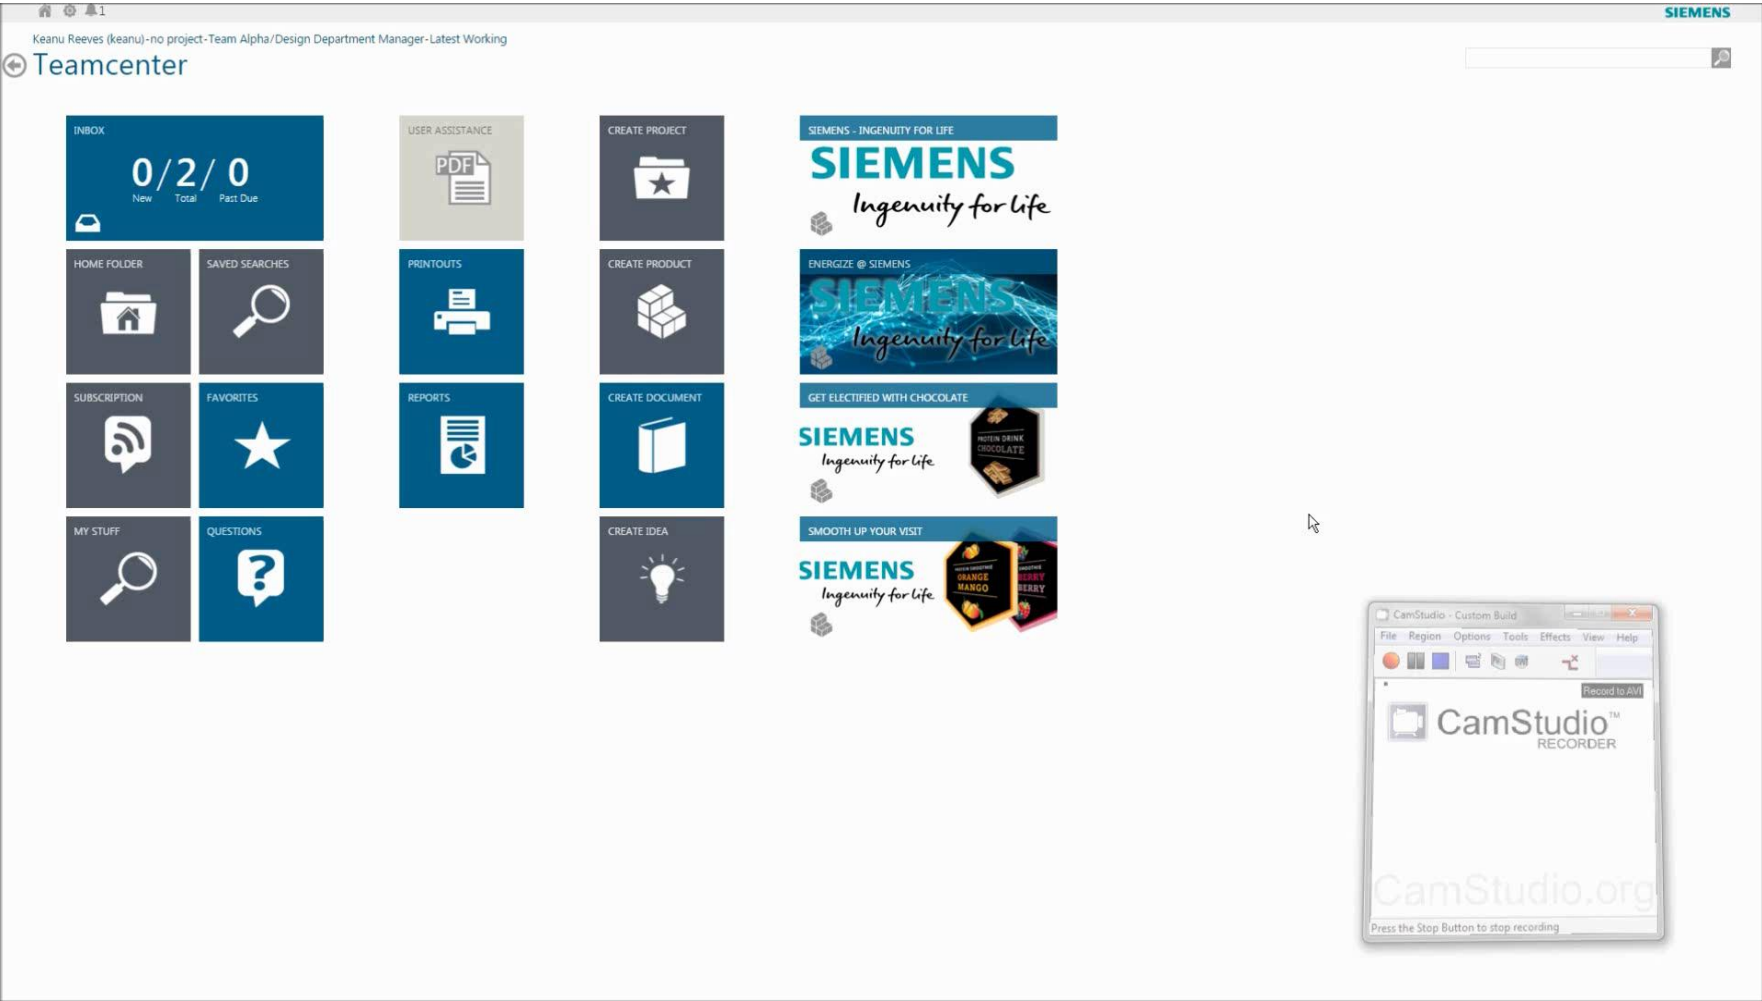 1
SIEMENS
Keanu Reeves (keanu)-no project-Team Alpha/Design Department Manager-Latest Working
Teamcenter
INBOX
0/2/0
New Total Past Due
HOME FOLDER
SAVED SEARCHES
SUBSCRIPTION
FAVORITES
MY STUFF
QUESTIONS
USER ASSISTANCE
PDF
PRINTOUTS
REPORTS
CREATE PROJECT
CREATE PRODUCT
CREATE DOCUMENT
CREATE IDEA
?
SIEMENS - INGENUITY FOR LIFE
SIEMENS
Ingenuity for life
ENERGIZE @ SIEMENS
SIEMENS
Ingenuity for life
GET ELECTIFIED WITH CHOCOLATE
SIEMENS
Ingenuity for life
PROTEIN DRINK
CHOCOLATE
SMOOTH UP YOUR VISIT
SIEMENS
Ingenuity for life
PROTEIN SMOOTHIE
ORANGE
MANGO
BERRY
CamStudio - Custom Build
File Region Options Tools Effects View Help
Record to AVI
CamStudio™
RECORDER
CamStudio.org
Press the Stop Button to stop recording